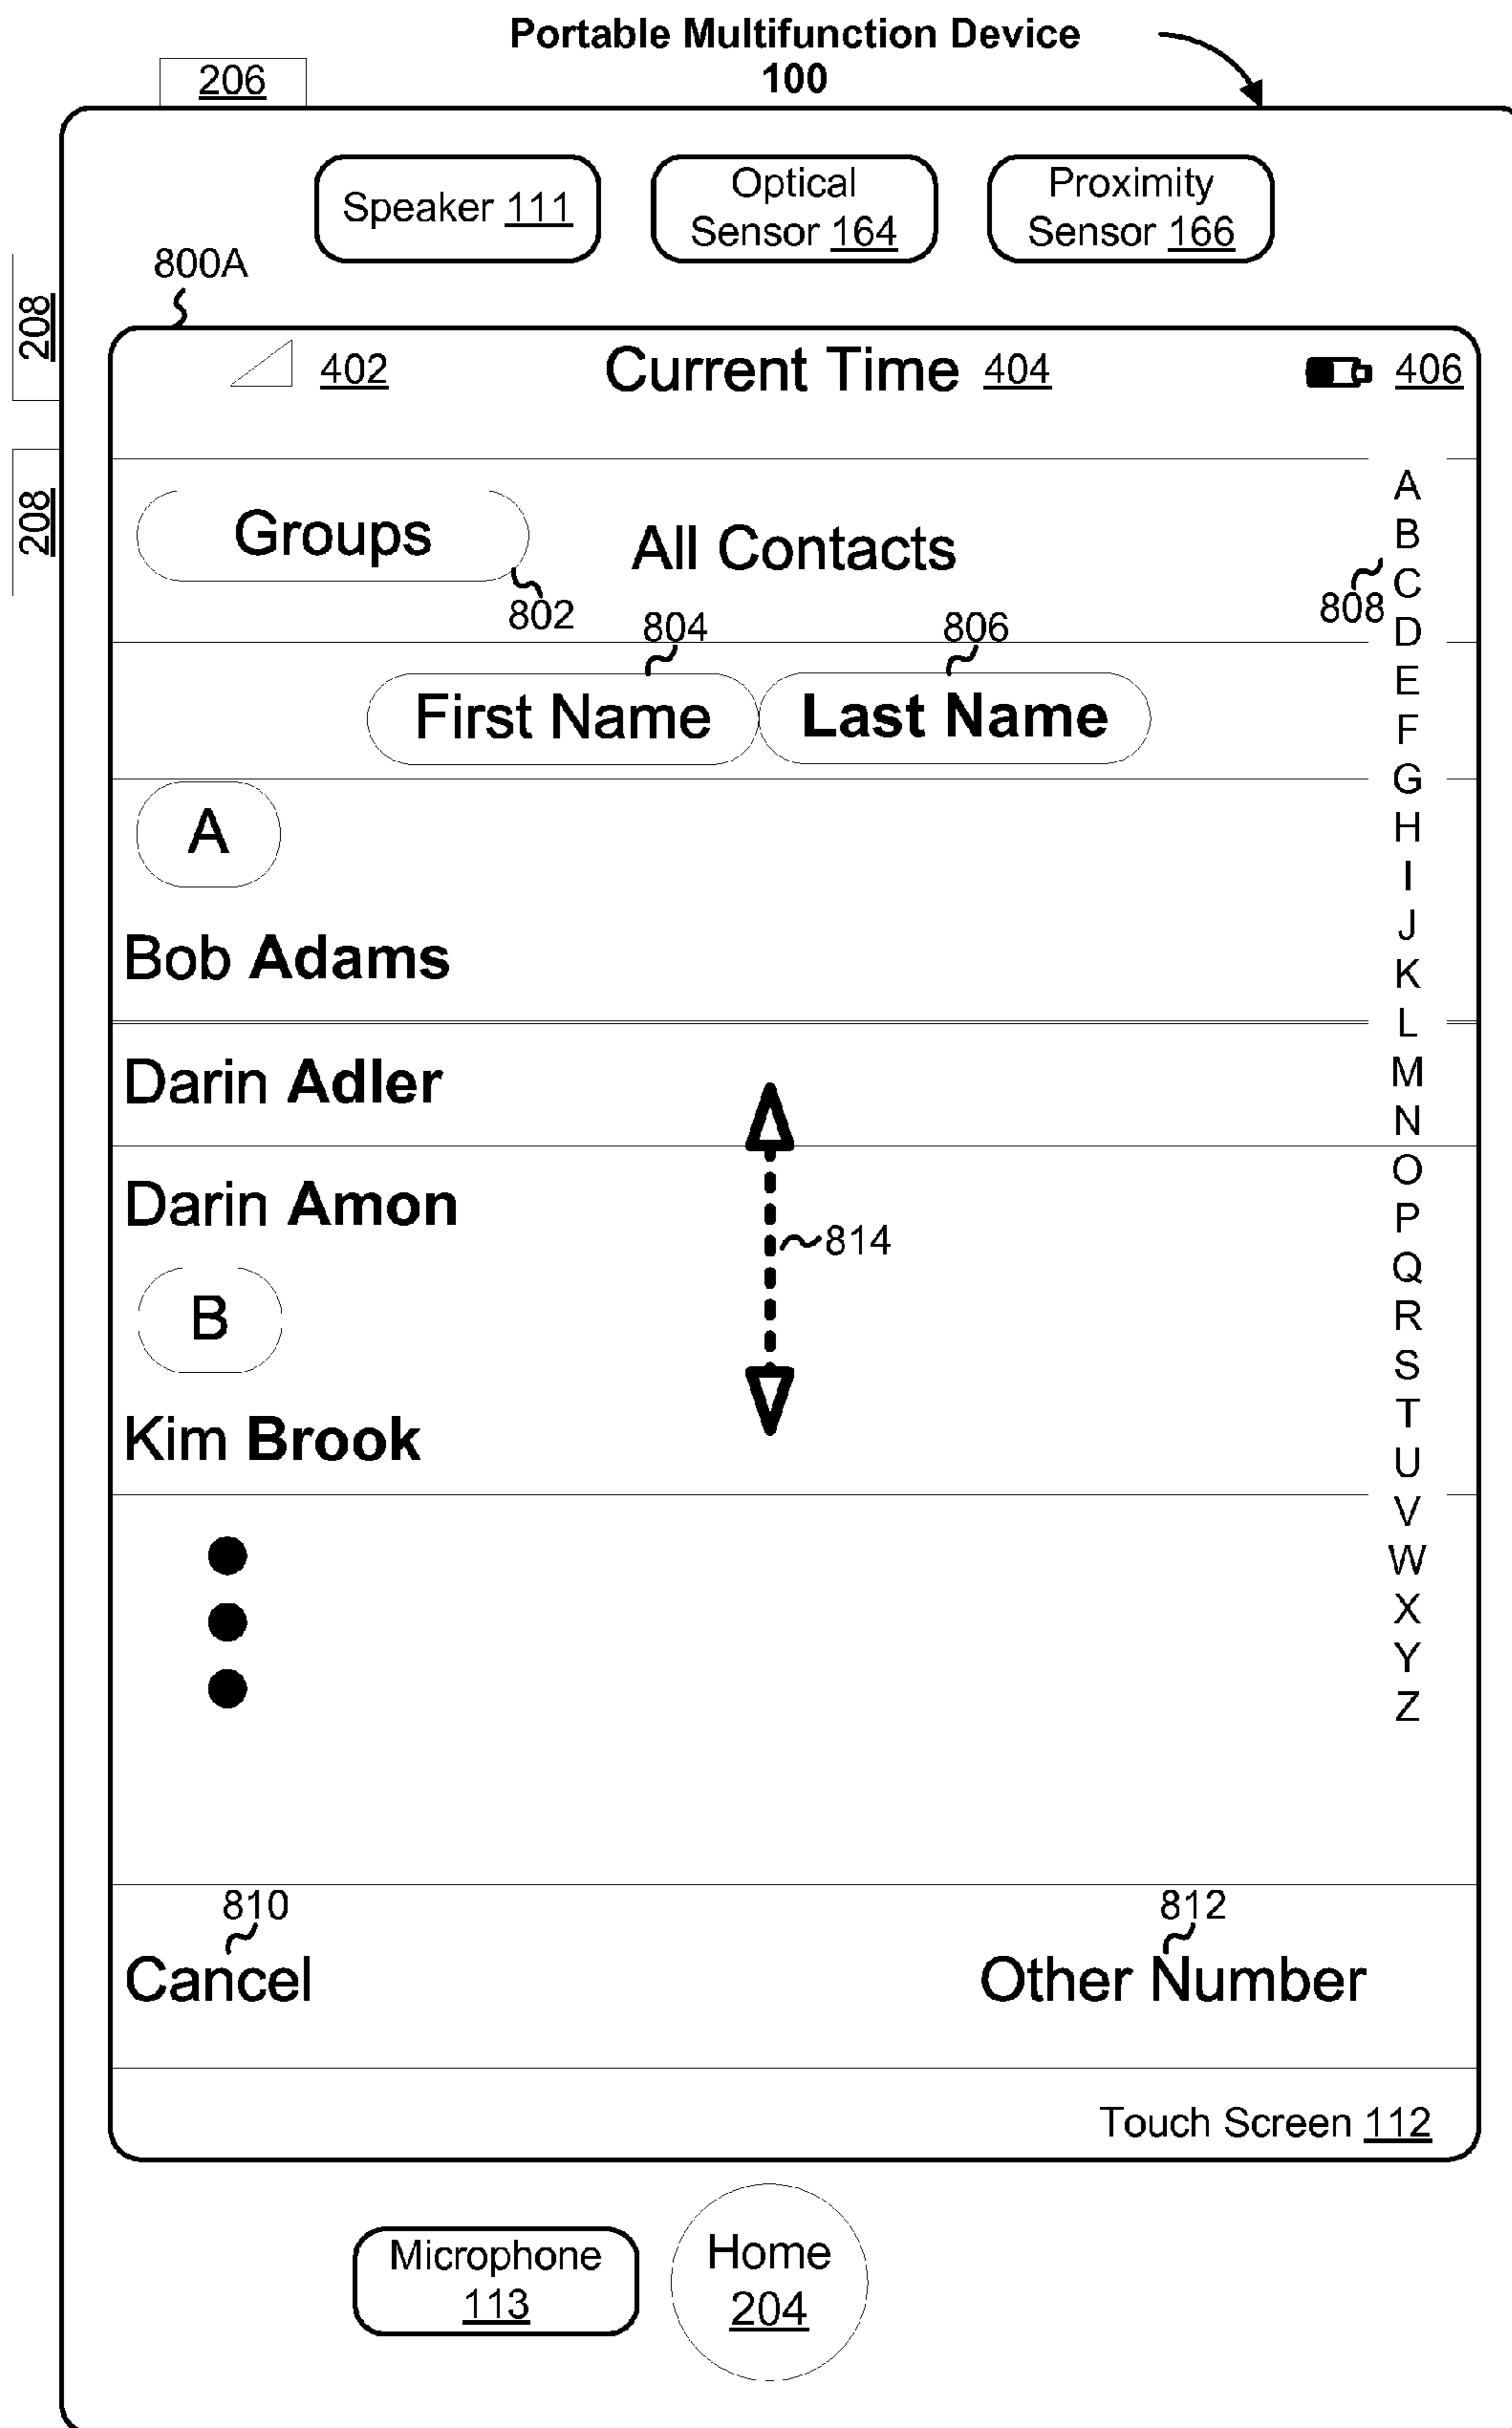 Portable Multifunction Device
100
206
Speaker 111
Optical
Sensor 164
Proximity
Sensor 166
800A
208
208
402
Current Time 404
406
Groups
All Contacts
802
804
806
808
First Name
Last Name
A
B
C
D
E
F
G
H
I
J
K
L
M
N
O
P
Q
R
S
T
U
V
W
X
Y
Z
A
Bob Adams
Darin Adler
Darin Amon
814
B
Kim Brook
810
812
Cancel
Other Number
Touch Screen 112
Microphone
113
Home
204